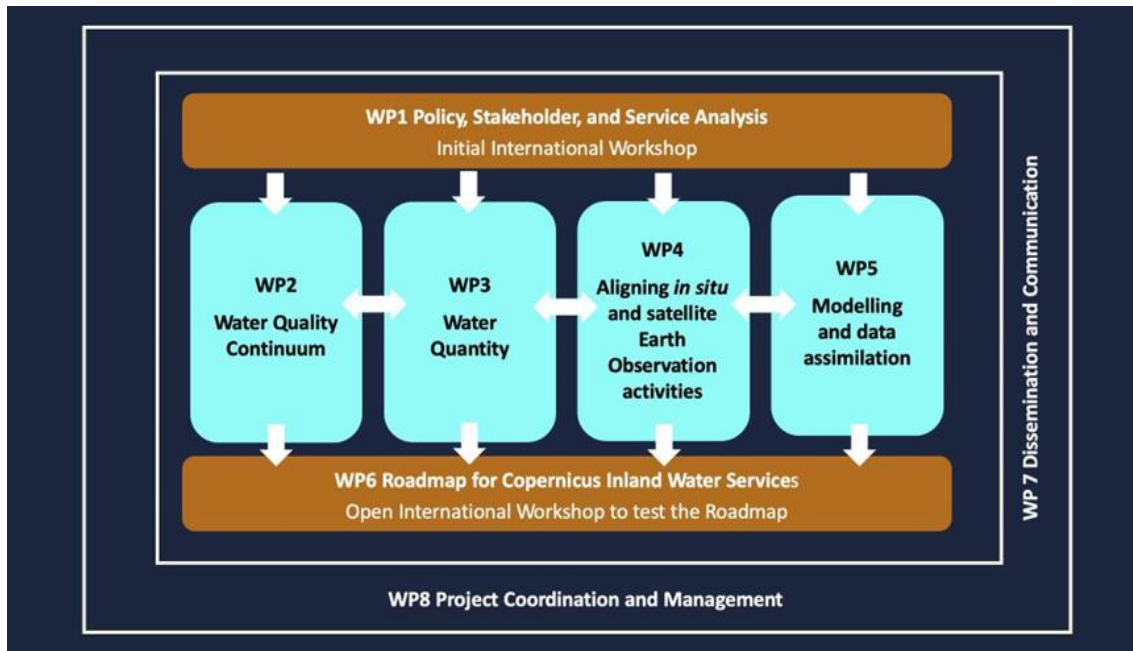 WP1 Policy, Stakeholder, and Service Analysis
Initial International Workshop
WP2
Water Quality
Continuum
WP3
Water
Quantity
WP4
Aligning in situ
and satellite
Earth
Observation
activities
WP5
Modelling
and data
assimilation
WP6 Roadmap for Copernicus Inland Water Services
Open International Workshop to test the Roadmap
WP 7 Dissemination and Communication
WP8 Project Coordination and Management